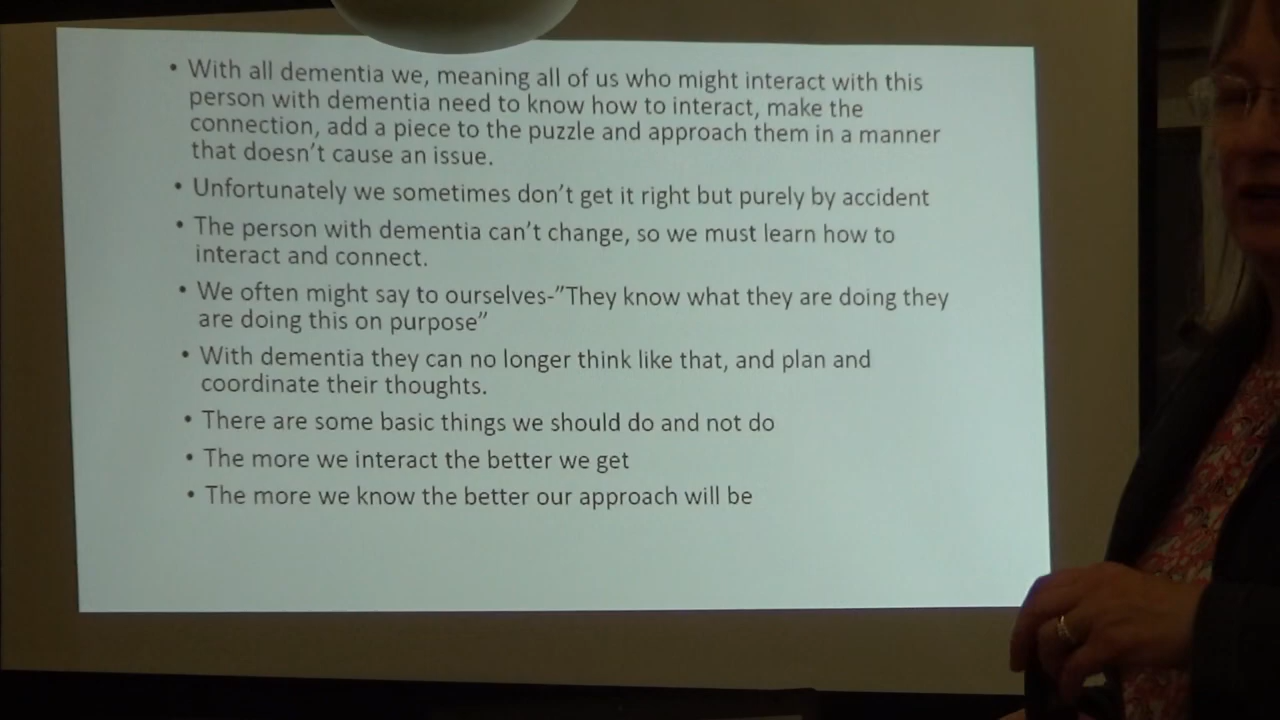 • With all dementia we, meaning all of us who might interact with this
person with dementia need to know how to interact, make the
connection, add a piece to the puzzle and approach them in a manner
that doesn't cause an issue.
• Unfortunately we sometimes don't get it right but purely by accident
• The person with dementia can't change, so we must learn how to
interact and connect.
• We often might say to ourselves-"They know what they are doing they
are doing this on purpose"
• With dementia they can no longer think like that, and plan and
coordinate their thoughts.
• There are some basic things we should do and not do
• The more we interact the better we get
• The more we know the better our approach will be